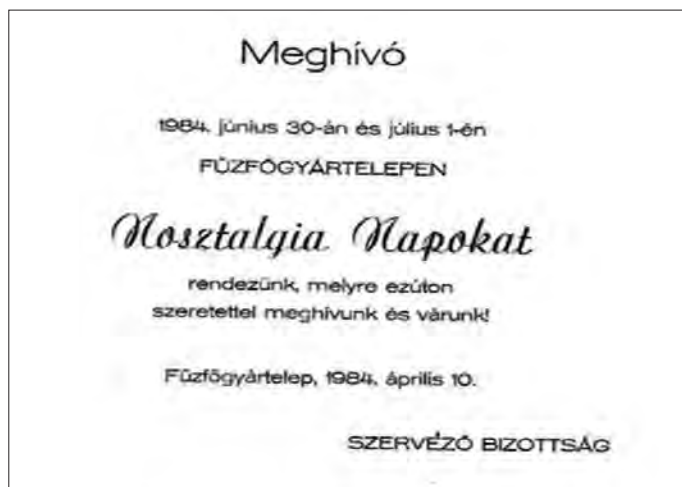 Meghívó
1984. június 30-án és július 1-én
FŰZFŐGYÁRTELEPEN
Nosztalgia Napokat
rendezünk, melyre ezúton
szeretettel meghívunk és várunk!
Fűzfőgyártelep, 1984. április 10.
SZERVEZŐ BIZOTTSÁG